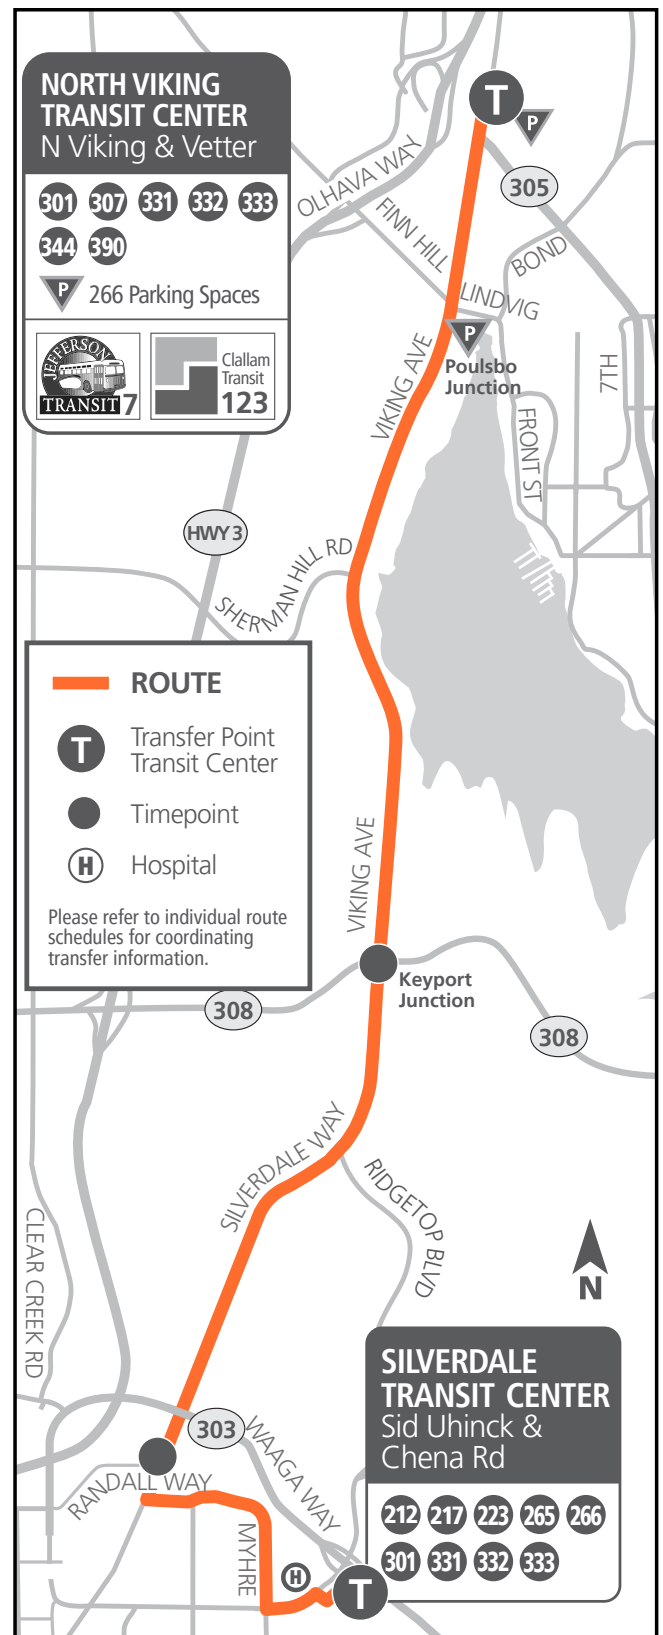 NORTH VIKING
TRANSIT CENTER
N Viking & Vetter
301 307 331 332 333
344 390
P 266 Parking Spaces
JEFFERSON
TRANSIT 7
Clallam
Transit
123
T
P
305
OLHAVA WAY
FINN HILL
BOND
LINDVIG
P
Poulsbo
Junction
VIKING AVE
7TH
FRONT ST
HWY 3
SHERMAN HILL RD
ROUTE
T Transfer Point
Transit Center
Timepoint
H Hospital
Please refer to individual route
schedules for coordinating
transfer information.
VIKING AVE
Keyport
Junction
308
308
SILVERDALE WAY
RIDGETOP BLVD
CLEAR CREEK RD
N
SILVERDALE
TRANSIT CENTER
Sid Uhinck &
Chena Rd
212 217 223 265 266
301 331 332 333
303
WAAGA WAY
RANDALL WAY
MYHRE
H
T